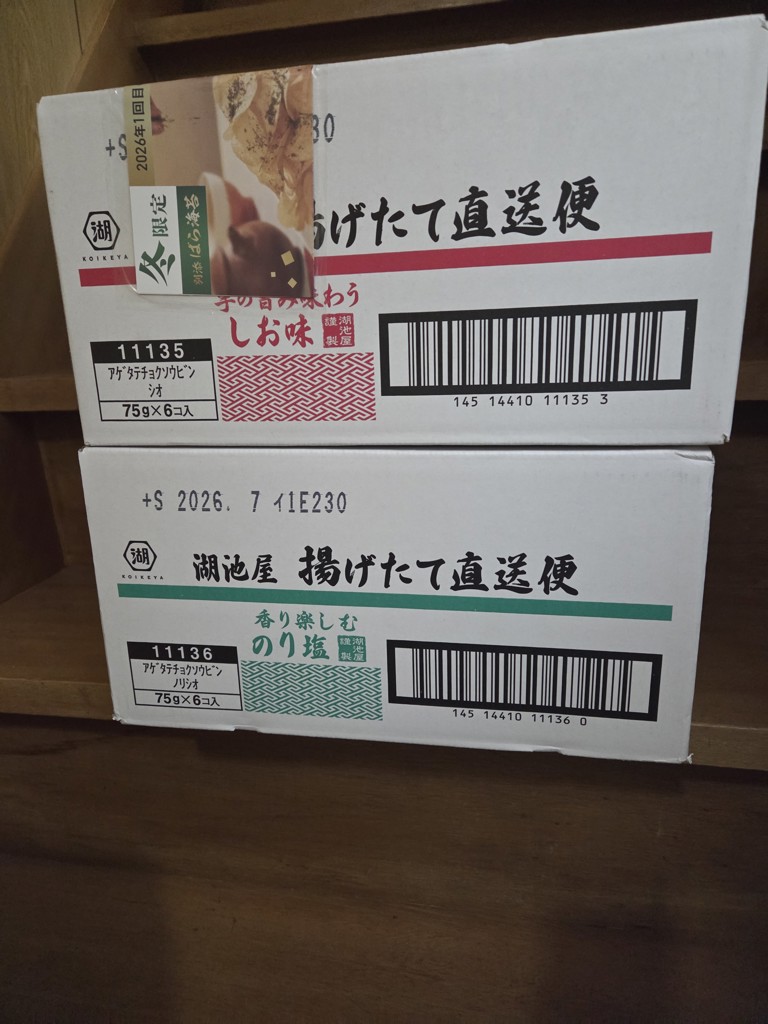 2026年1回目
冬限定
別添 ばら海苔
+S
30
湖
KOIKEYA
げたて直送便
芋の旨み味わう
しお味
湖池屋謹製
11135
アゲタテチョクソウビン
シオ
75g×6コ入
145 14410 11135 3
+S 2026. 7 イ1E230
湖
KOIKEYA
湖池屋 揚げたて直送便
香り楽しむ
のり塩
湖池屋謹製
11136
アゲタテチョクソウビン
ノリシオ
75g×6コ入
145 14410 11136 0